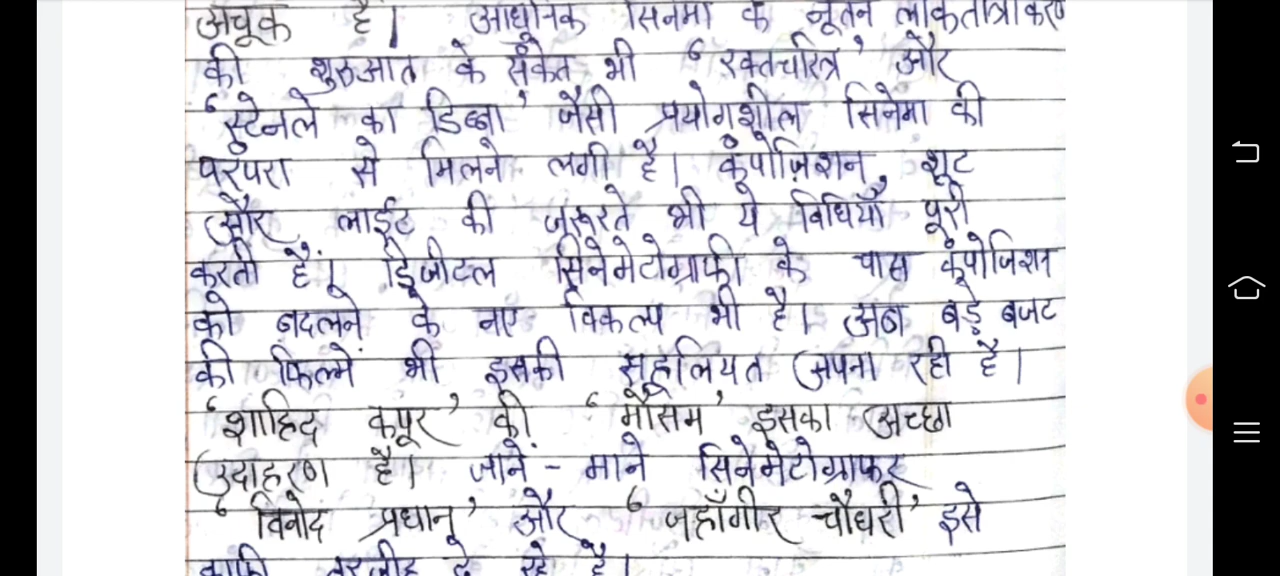 अचूक है। आधुनिक सिनेमा के नूतन लोकतांत्रीकरण
की शुरुआत के संकेत भी 'रक्तचरित्र' और
'स्टेनले का डिब्बा' जैसी प्रयोगशील सिनेमा की
परंपरा से मिलने लगी है। कंपोज़िशन, शूट
और लाईट की जरूरते भी ये विधियाँ पूरी
करती हैं। डिजीटल सिनेमेटोग्राफी के पास कंपोजिशन
को बदलने के नए विकल्प भी है। अब बड़े बजट
की फिल्में भी इसकी सहूलियत अपना रही है।
'शाहिद कपूर' की 'मौसम' इसका अच्छा
उदाहरण है। जाने - माने सिनेमेटोग्राफर
'विनोद प्रधान' और 'जहाँगीर चौधरी' इसे
काफी तरजीह दे रहे है।